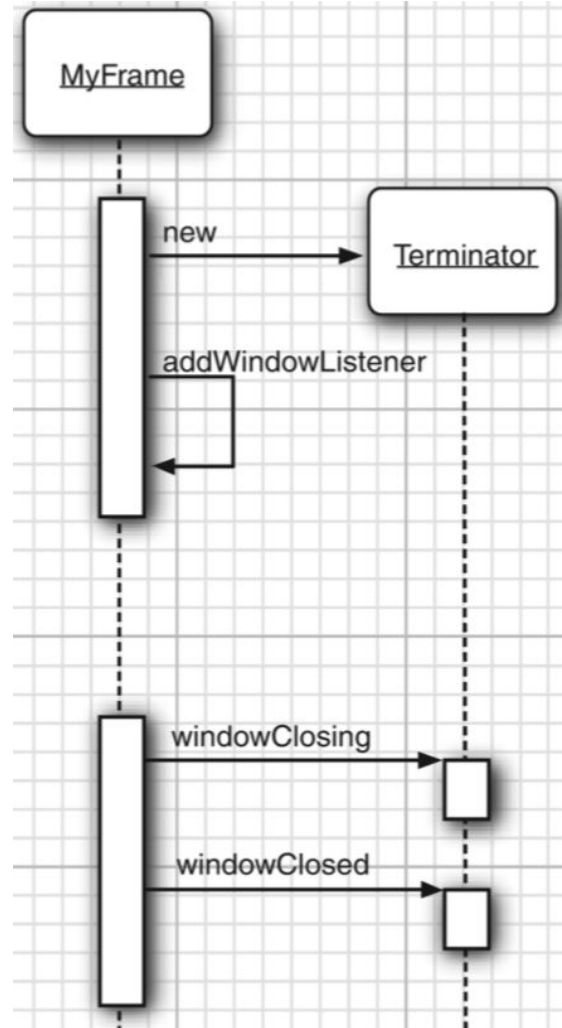 MyFrame
new
Terminator
addWindowListener
windowClosing
windowClosed